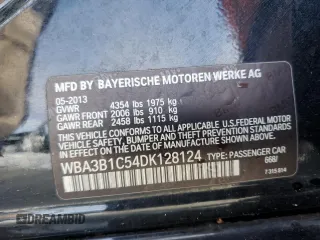 MFD BY BAYERISCHE MOTOREN WERKE AG
05-2013
GVWR 4354 lbs 1975 kg
GAWR FRONT 2006 lbs 910 kg
GAWR REAR 2458 lbs 1115 kg
THIS VEHICLE CONFORMS TO ALL APPLICABLE U.S. FEDERAL MOTOR
VEHICLE SAFETY, BUMPER AND THEFT PREVENTION STANDARDS
IN EFFECT ON THE DATE OF MANUFACTURE SHOWN ABOVE.
WBA3B1C54DK128124 TYPE: PASSENGER CAR
668/
7315814
DREAMBID